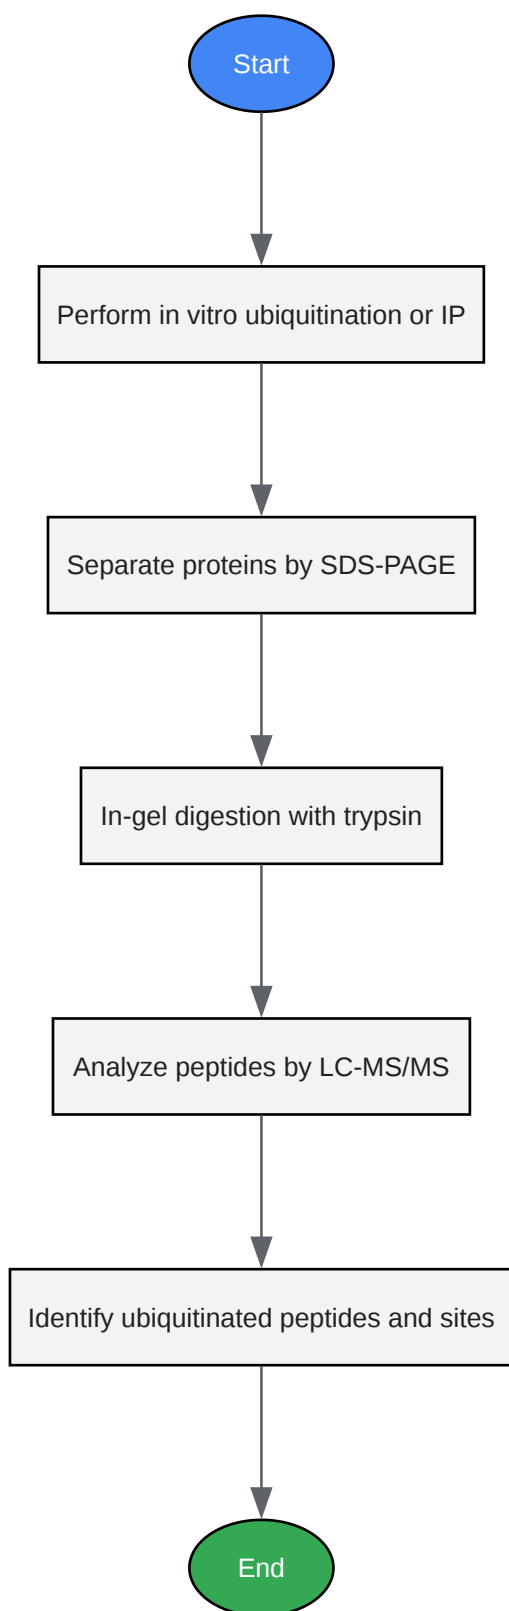 Start
Perform in vitro ubiquitination or IP
Separate proteins by SDS-PAGE
In-gel digestion with trypsin
Analyze peptides by LC-MS/MS
Identify ubiquitinated peptides and sites
End